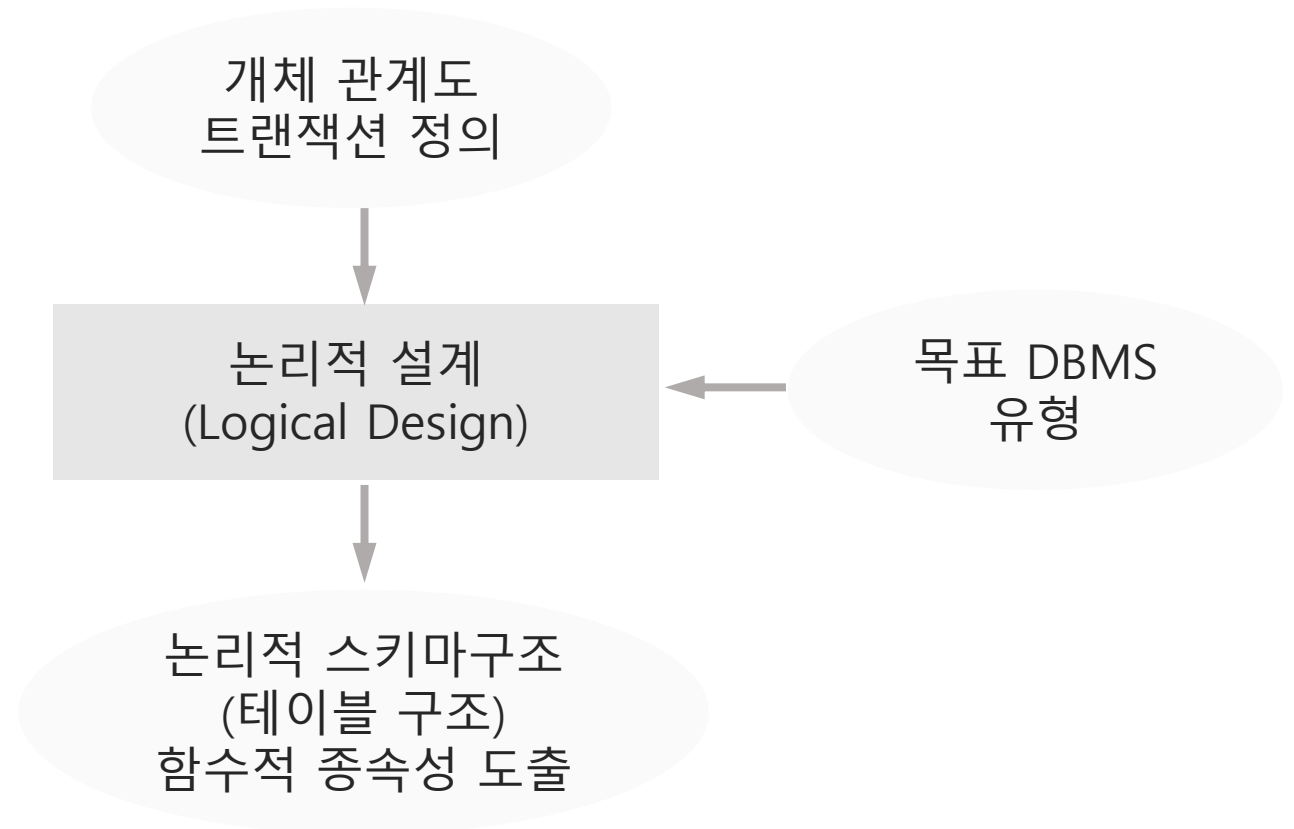 개체 관계도
트랜잭션 정의
논리적 설계
(Logical Design)
목표 DBMS
유형
논리적 스키마구조
(테이블 구조)
함수적 종속성 도출